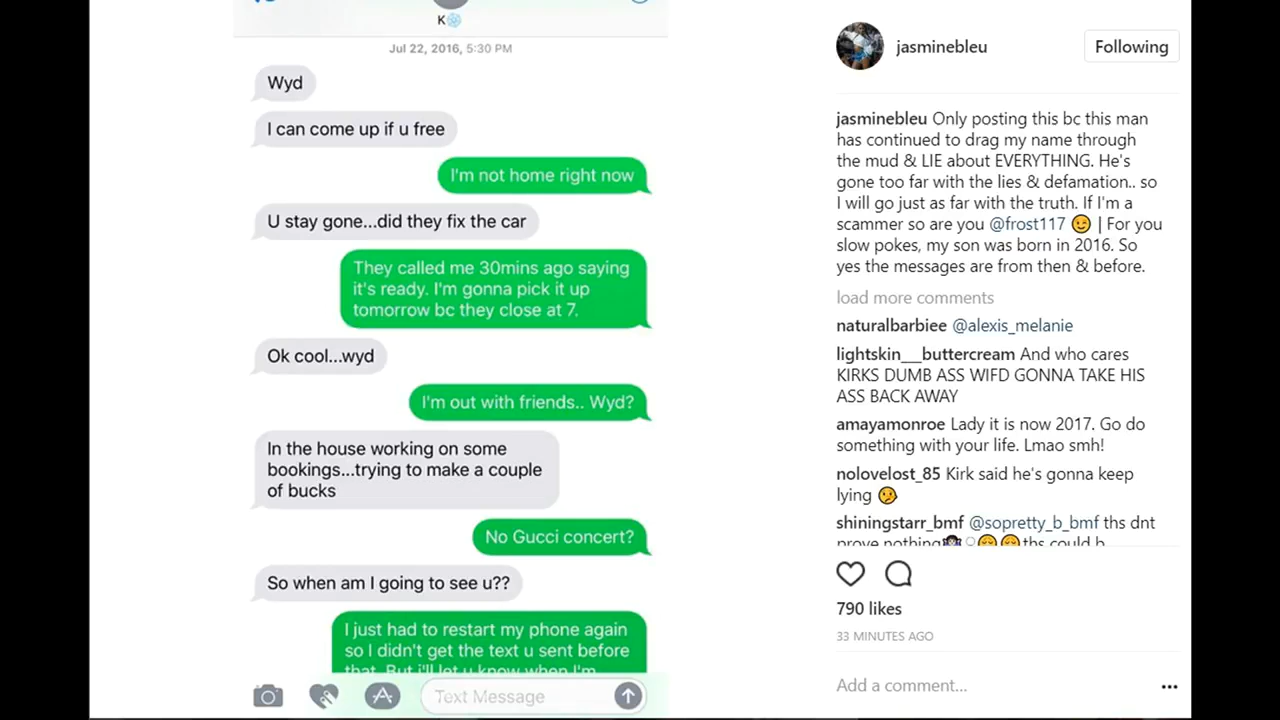 K
Jul 22, 2016, 5:30 PM
Wyd
I can come up if u free
I'm not home right now
U stay gone...did they fix the car
They called me 30mins ago saying
it's ready. I'm gonna pick it up
tomorrow bc they close at 7.
Ok cool...wyd
I'm out with friends.. Wyd?
In the house working on some
bookings...trying to make a couple
of bucks
No Gucci concert?
So when am I going to see u??
I just had to restart my phone again
so I didn't get the text u sent before
that. But i'll let u know when I'm
Text Message
jasminebleu
Following
jasminebleu Only posting this bc this man
has continued to drag my name through
the mud & LIE about EVERYTHING. He's
gone too far with the lies & defamation.. so
I will go just as far with the truth. If I'm a
scammer so are you @frost117 😉 | For you
slow pokes, my son was born in 2016. So
yes the messages are from then & before.
load more comments
naturalbarbiee @alexis_melanie
lightskin__buttercream And who cares
KIRKS DUMB ASS WIFD GONNA TAKE HIS
ASS BACK AWAY
amayamonroe Lady it is now 2017. Go do
something with your life. Lmao smh!
nolovelost_85 Kirk said he's gonna keep
lying 🤔
shiningstarr_bmf @sopretty_b_bmf ths dnt
prove nothing ths could b
790 likes
33 MINUTES AGO
Add a comment...